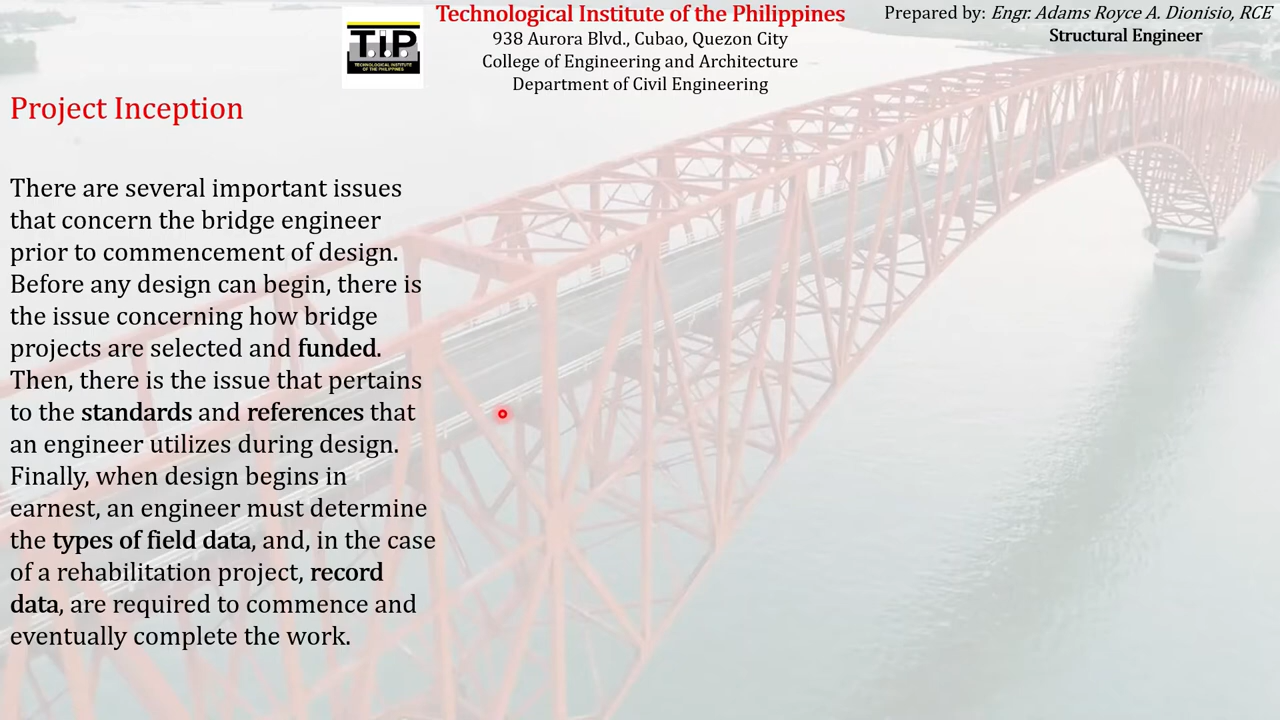 Technological Institute of the Philippines
938 Aurora Blvd., Cubao, Quezon City
College of Engineering and Architecture
Department of Civil Engineering
Prepared by: Engr. Adams Royce A. Dionisio, RCE
Structural Engineer
TiP
TECHNOLOGICAL INSTITUTE
OF THE PHILIPPINES
Project Inception
There are several important issues
that concern the bridge engineer
prior to commencement of design.
Before any design can begin, there is
the issue concerning how bridge
projects are selected and funded.
Then, there is the issue that pertains
to the standards and references that
an engineer utilizes during design.
Finally, when design begins in
earnest, an engineer must determine
the types of field data, and, in the case
of a rehabilitation project, record
data, are required to commence and
eventually complete the work.